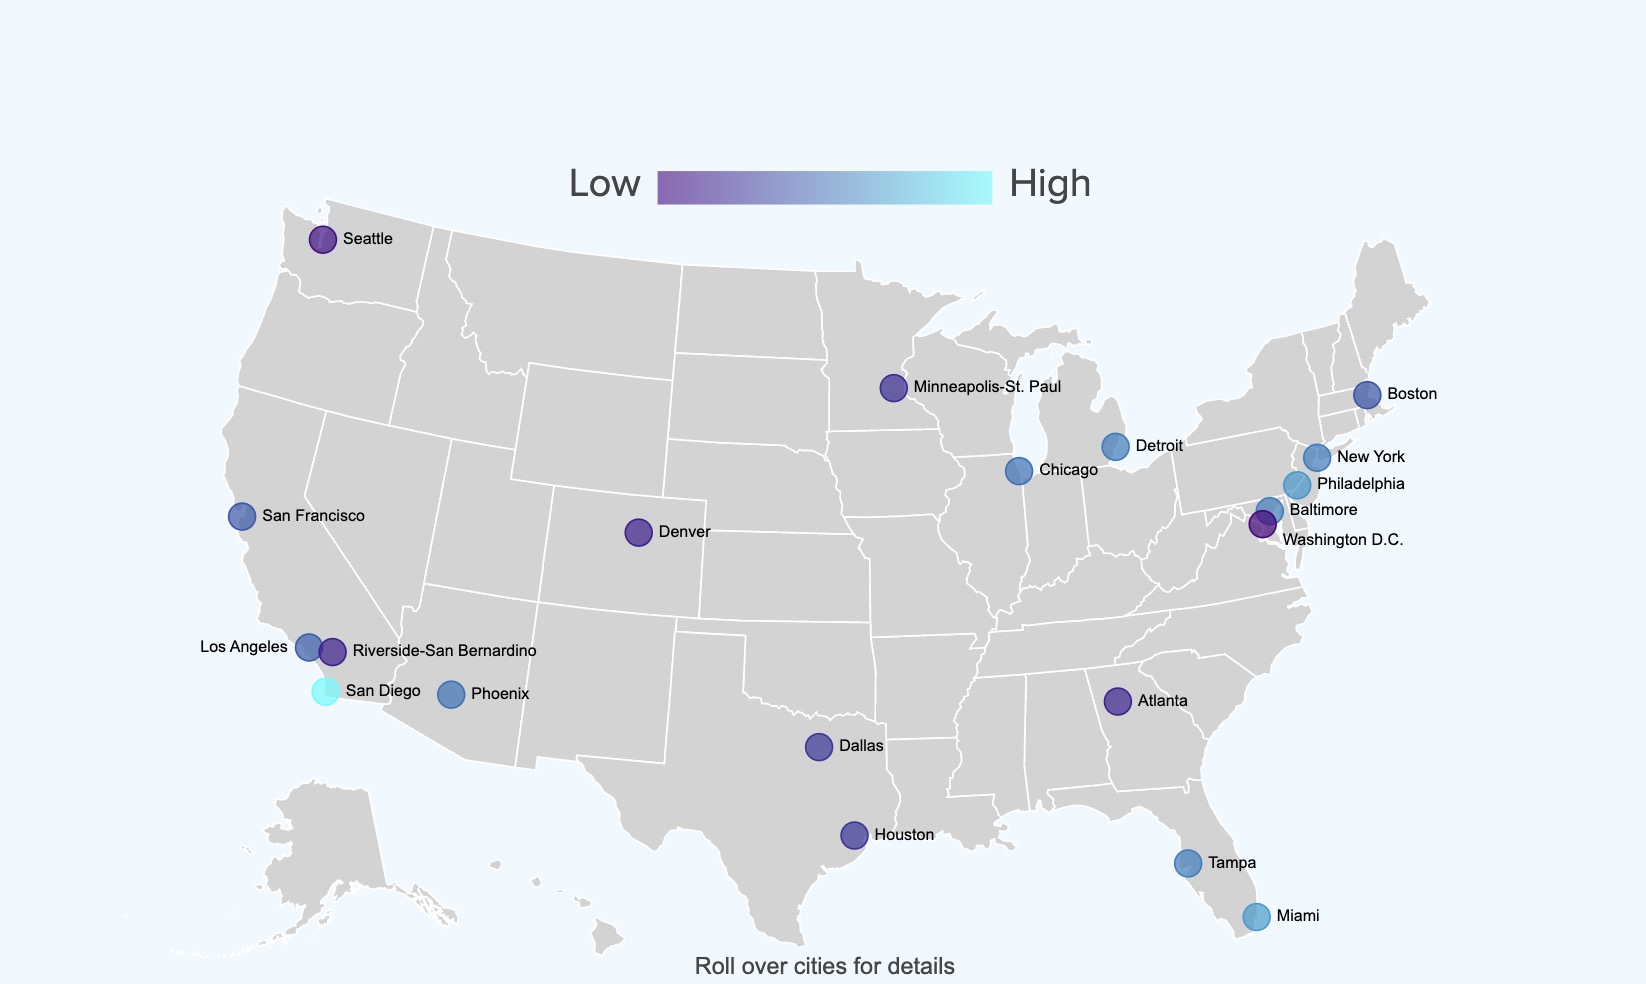 Low High
Seattle
Minneapolis-St. Paul
Boston
Detroit
New York
Chicago
Philadelphia
Baltimore
San Francisco
Denver
Washington D.C.
Los Angeles
Riverside-San Bernardino
San Diego
Phoenix
Atlanta
Dallas
Houston
Tampa
Miami
Roll over cities for details